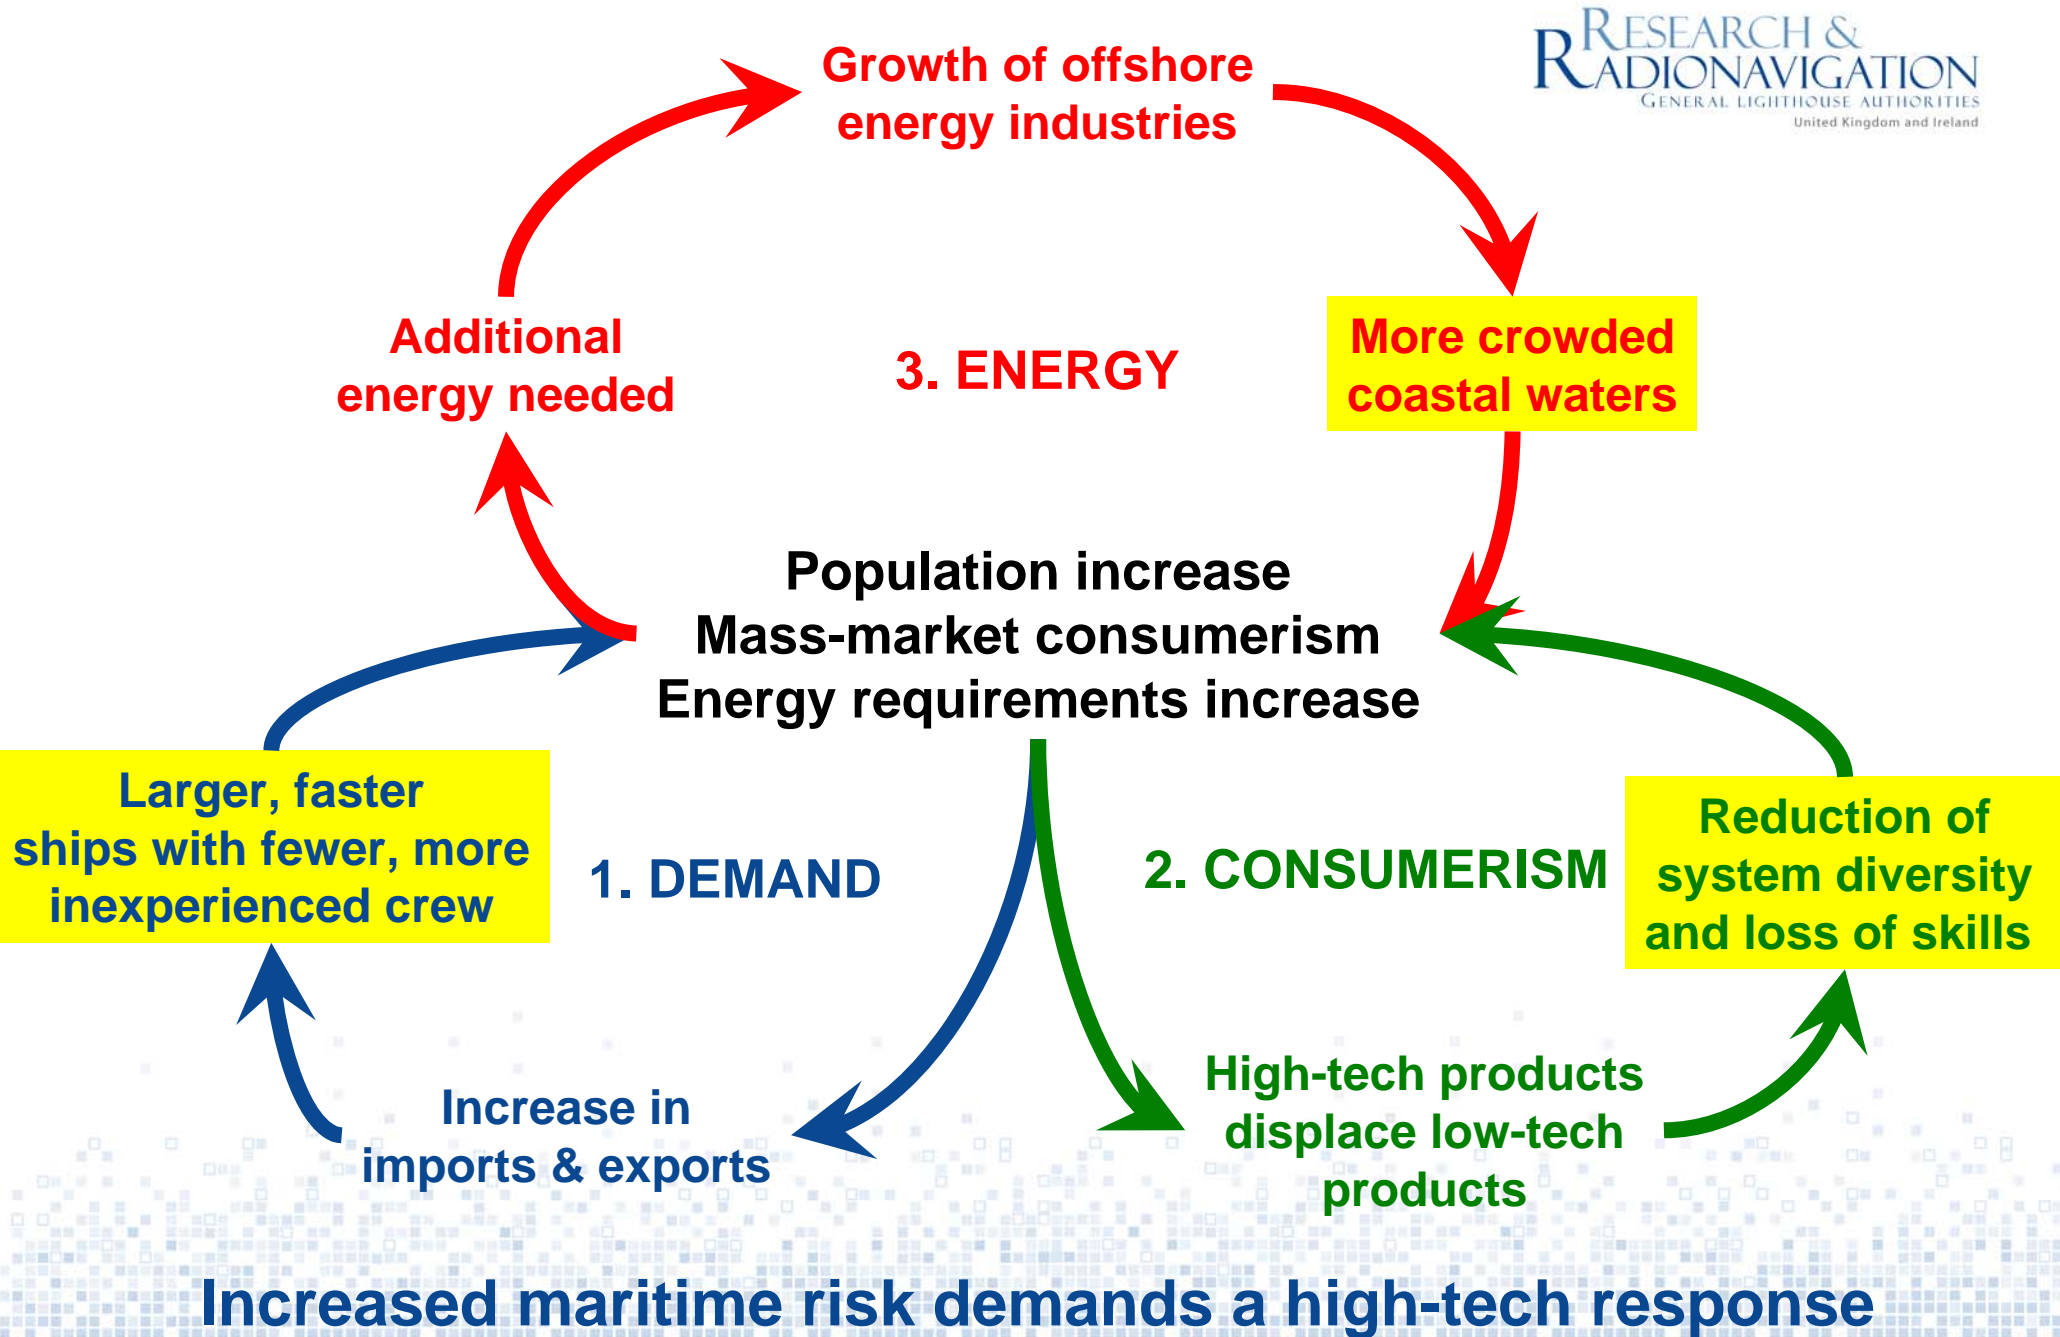 RESEARCH &
RADIONAVIGATION
GENERAL LIGHTHOUSE AUTHORITIES
United Kingdom and Ireland
Growth of offshore
energy industries
Additional
energy needed
3. ENERGY
More crowded
coastal waters
Population increase
Mass-market consumerism
Energy requirements increase
Larger, faster
ships with fewer, more
inexperienced crew
1. DEMAND
2. CONSUMERISM
Reduction of
system diversity
and loss of skills
Increase in
imports & exports
High-tech products
displace low-tech
products
Increased maritime risk demands a high-tech response